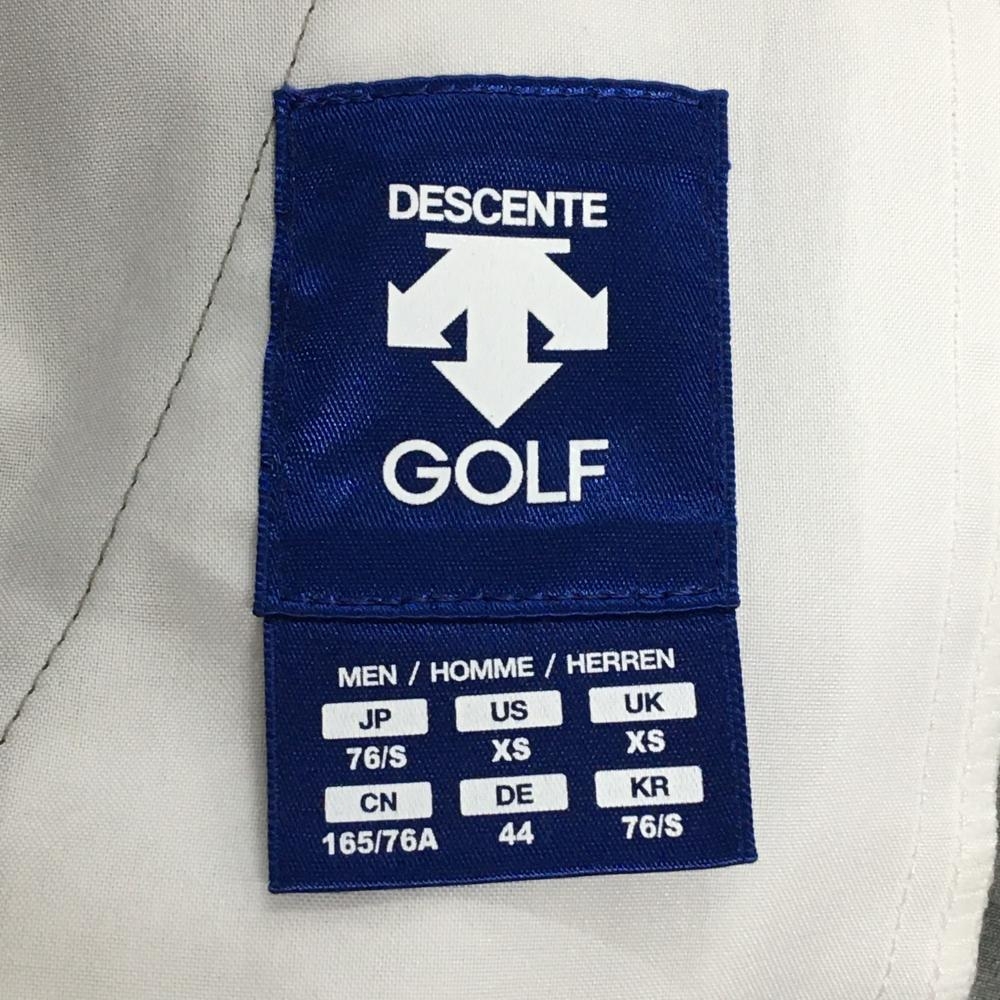 DESCENTE
GOLF
MEN / HOMME / HERREN
JP US UK
76/S XS XS
CN DE KR
165/76A 44 76/S